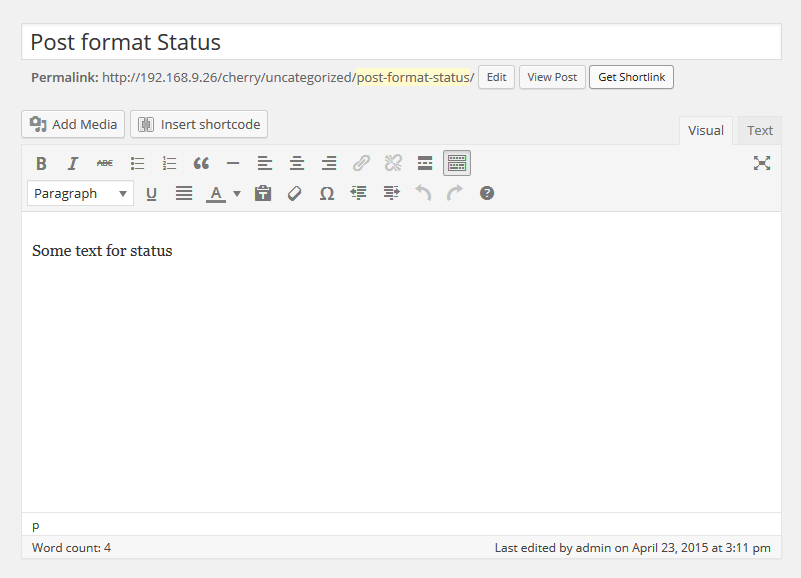 Post format Status
Permalink: http://192.168.9.26/cherry/uncategorized/post-format-status/ Edit View Post Get Shortlink
Add Media Insert shortcode Visual Text
B I ABC
Paragraph U A T Ω ?
Some text for status
p
Word count: 4 Last edited by admin on April 23, 2015 at 3:11 pm